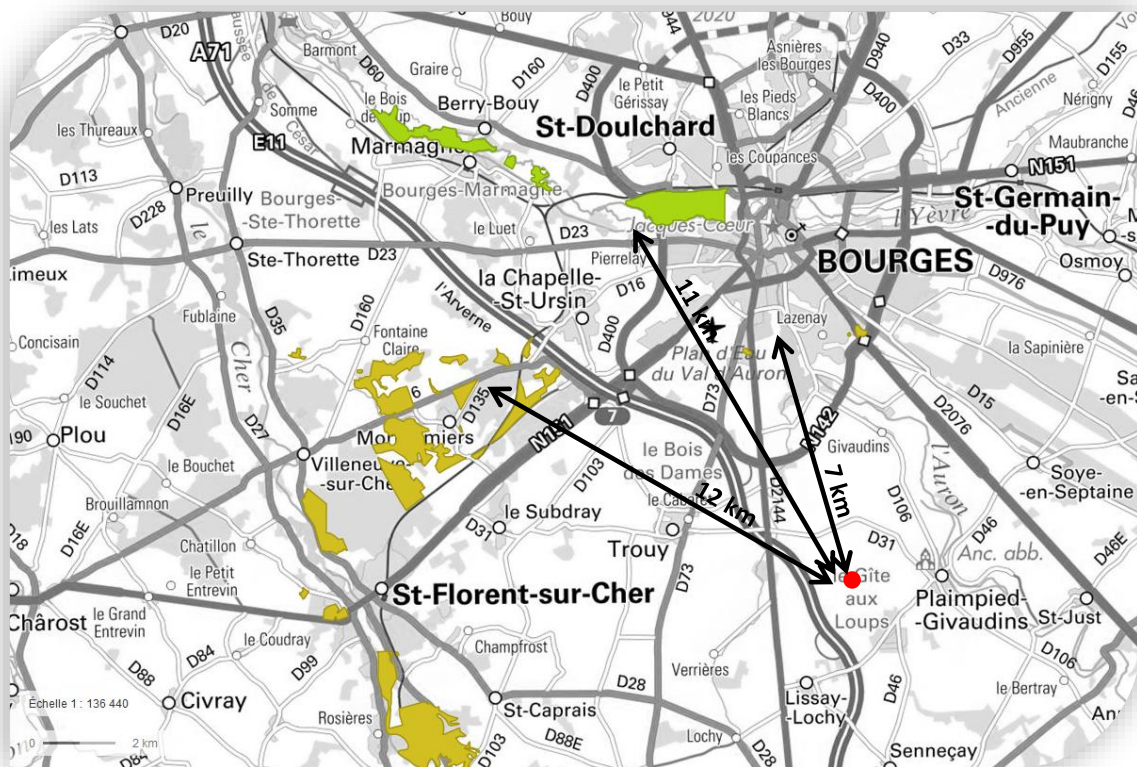 D20
A71
Barmont
D60
Graire
D160
Bouy
D944
2020
D940
Asnières
les Bourges
D33
D955
D155
Ancienne
Nérigny
D46
les Thureaux
Somme
César
E11
le Bois
Berry-Bouy
D400
le Petit
Gérissay
les Pieds
Blancs
D400
St-Doulchard
Marmagne
les Coupances
N151
Maubranche
D113
Preuilly
Bourges-
-Ste-Thorette
Bourges-Marmagne
St-Germain-
-du-Puy
l'Yèvre
D228
le
les Lats
le Luet
D23
Jacques-Cœur
Ste-Thorette
D23
Pierrelay
BOURGES
Osmoy
la Chapelle-
-St-Ursin
D16
D976
11 km
l'Arverne
D35
D160
Fublaine
Fontaine
Claire
D400
Lazenay
Concisain
Cher
Plan d'Eau
du Val d'Auron
la Sapinière
D114
le Souchet
D16E
6
D135
D73
D15
D2076
7
N142
N151
Plou
D27
Givaudins
l'Auron
le Bouchet
Villeneuve-
-sur-Cher
le Bois
des Dames
D103
12 km
7 km
Soye-
-en-Septaine
Brouillamnon
D16E
D31
le Subdray
D2144
D106
D46
D18
Chatillon
Trouy
D31
Anc. abb.
D46E
le Petit
Entrevin
D73
le Gîte
aux
Loups
St-Florent-sur-Cher
Plaimpied-
-Givaudins
St-Just
Chârost
le Grand
Entrevin
le Coudray
Champfrost
D84
D99
D88
Verrières
D106
Échelle 1 : 136 440
Civray
D28
Lissay-
-Lochy
D46
le Bertray
Rosières
St-Caprais
0
2 km
D103
D88E
Lochy
D28
Senneçay